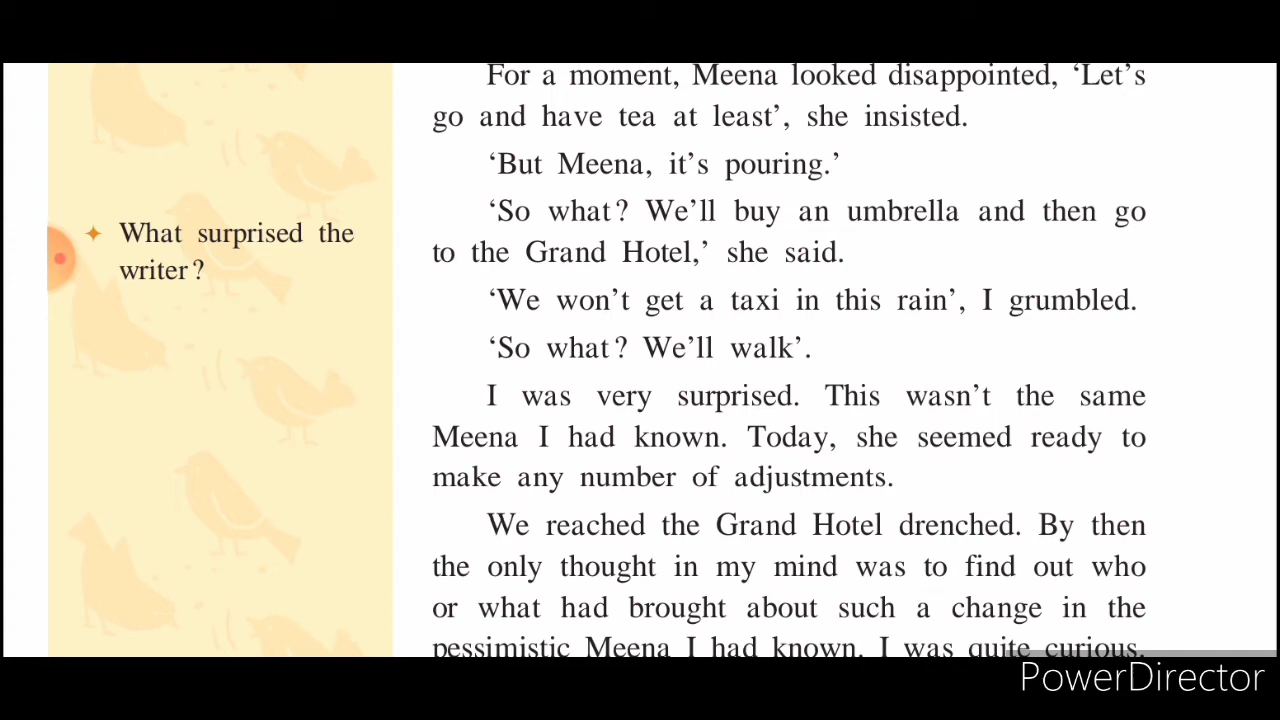 For a moment, Meena looked disappointed, ‘Let’s
go and have tea at least’, she insisted.
‘But Meena, it’s pouring.’
‘So what? We’ll buy an umbrella and then go
to the Grand Hotel,’ she said.
‘We won’t get a taxi in this rain’, I grumbled.
‘So what? We’ll walk’.
I was very surprised. This wasn’t the same
Meena I had known. Today, she seemed ready to
make any number of adjustments.
We reached the Grand Hotel drenched. By then
the only thought in my mind was to find out who
or what had brought about such a change in the
pessimistic Meena I had known. I was quite curious.
✦ What surprised the
writer?
PowerDirector